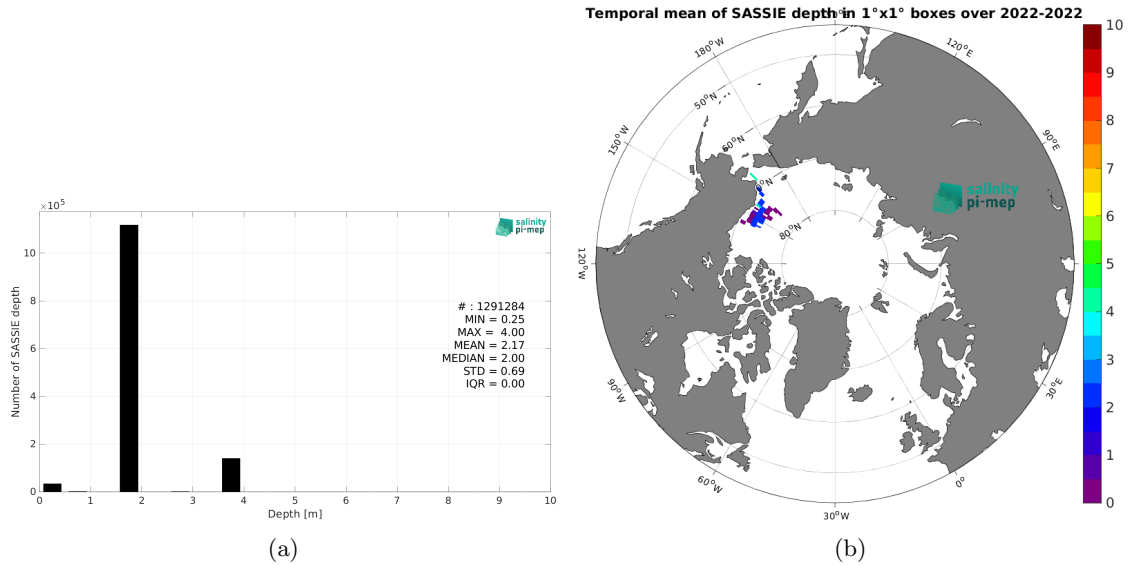 Temporal mean of SASSIE depth in 1°x1° boxes over 2022-2022
180°W
150°W
120°W
90°W
60°W
30°W
0°
30°E
60°E
90°E
120°E
50°N
60°N
80°N
salinity
pi-mep
10
9
8
7
6
5
4
3
2
1
0
×10^5
10
8
6
4
2
0
Number of SASSIE depth
salinity
pi-mep
# : 1291284
MIN = 0.25
MAX = 4.00
MEAN = 2.17
MEDIAN = 2.00
STD = 0.69
IQR = 0.00
0 1 2 3 4 5 6 7 8 9 10
Depth [m]
(a)
(b)